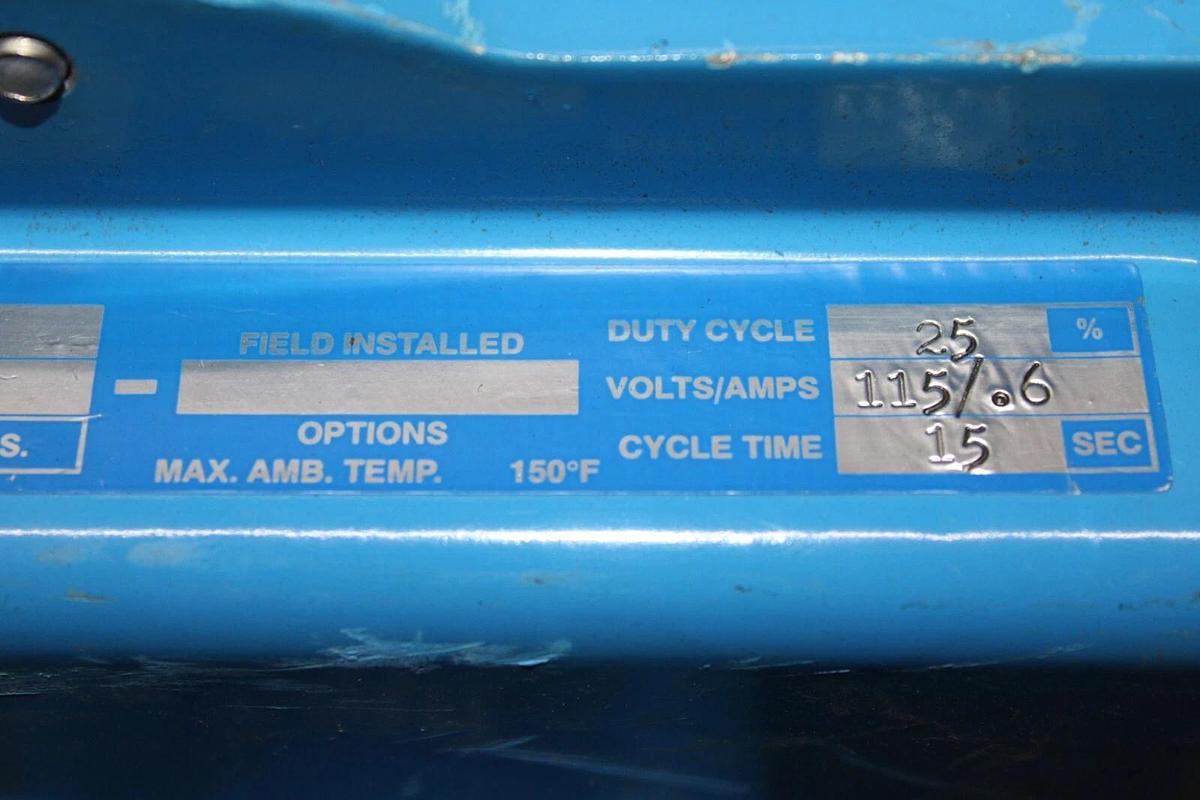 FIELD INSTALLED
OPTIONS
S.
MAX. AMB. TEMP. 150°F
DUTY CYCLE 25 %
VOLTS/AMPS 115/.6
CYCLE TIME 15 SEC